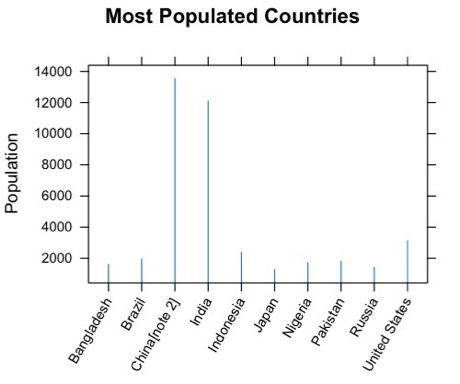 Most Populated Countries
Population
14000
12000
10000
8000
6000
4000
2000
Bangladesh
Brazil
China[note 2]
India
Indonesia
Japan
Nigeria
Pakistan
Russia
United States